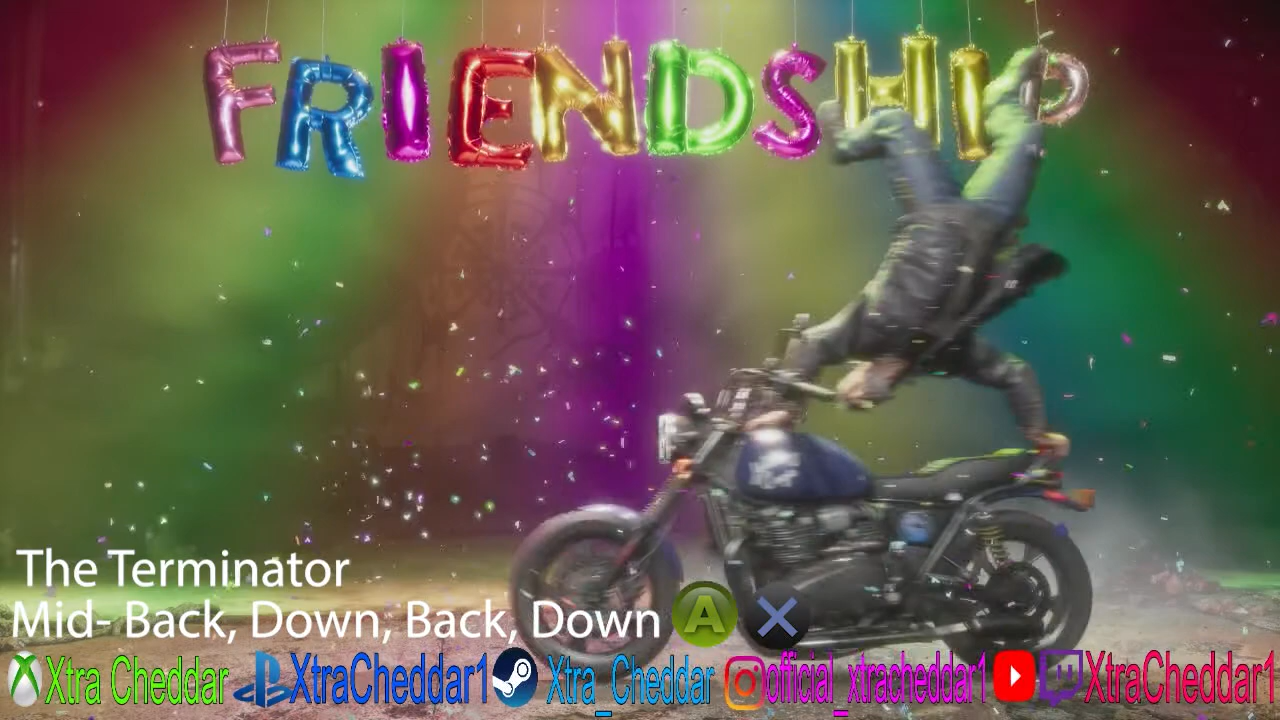 FRIENDSHIP
The Terminator
Mid- Back, Down, Back, Down A X
Xtra Cheddar XtraCheddar1 Xtra_Cheddar official_xtracheddar1 XtraCheddar1